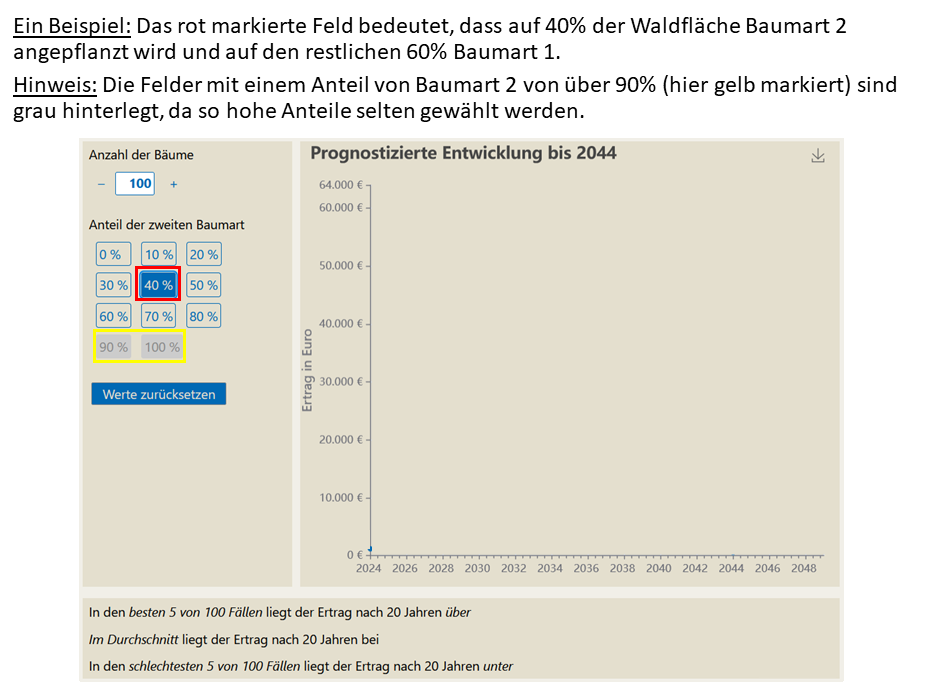 Ein Beispiel: Das rot markierte Feld bedeutet, dass auf 40% der Waldfläche Baumart 2
angepflanzt wird und auf den restlichen 60% Baumart 1.
Hinweis: Die Felder mit einem Anteil von Baumart 2 von über 90% (hier gelb markiert) sind
grau hinterlegt, da so hohe Anteile selten gewählt werden.
Anzahl der Bäume
− 100 +
Anteil der zweiten Baumart
0 % 10 % 20 %
30 % 40 % 50 %
60 % 70 % 80 %
90 % 100 %
Werte zurücksetzen
Prognostizierte Entwicklung bis 2044
Ertrag in Euro
64.000 €
60.000 €
50.000 €
40.000 €
30.000 €
20.000 €
10.000 €
0 €
2024 2026 2028 2030 2032 2034 2036 2038 2040 2042 2044 2046 2048
In den besten 5 von 100 Fällen liegt der Ertrag nach 20 Jahren über
Im Durchschnitt liegt der Ertrag nach 20 Jahren bei
In den schlechtesten 5 von 100 Fällen liegt der Ertrag nach 20 Jahren unter